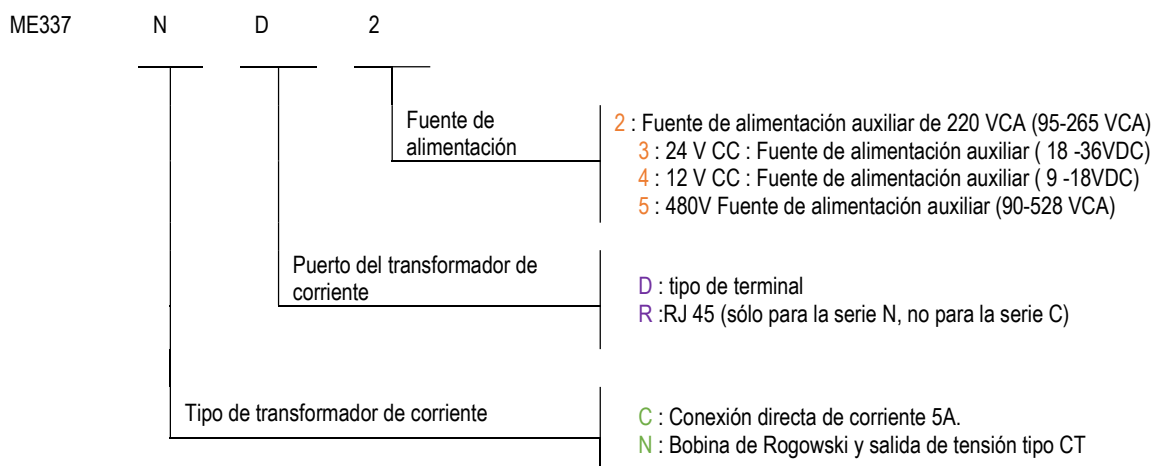 ME337 N D 2
Fuente de
alimentación
2 : Fuente de alimentación auxiliar de 220 VCA (95-265 VCA)
3 : 24 V CC : Fuente de alimentación auxiliar ( 18 -36VDC)
4 : 12 V CC : Fuente de alimentación auxiliar ( 9 -18VDC)
5 : 480V Fuente de alimentación auxiliar (90-528 VCA)
Puerto del transformador de
corriente
D : tipo de terminal
R :RJ 45 (sólo para la serie N, no para la serie C)
Tipo de transformador de corriente
C : Conexión directa de corriente 5A.
N : Bobina de Rogowski y salida de tensión tipo CT